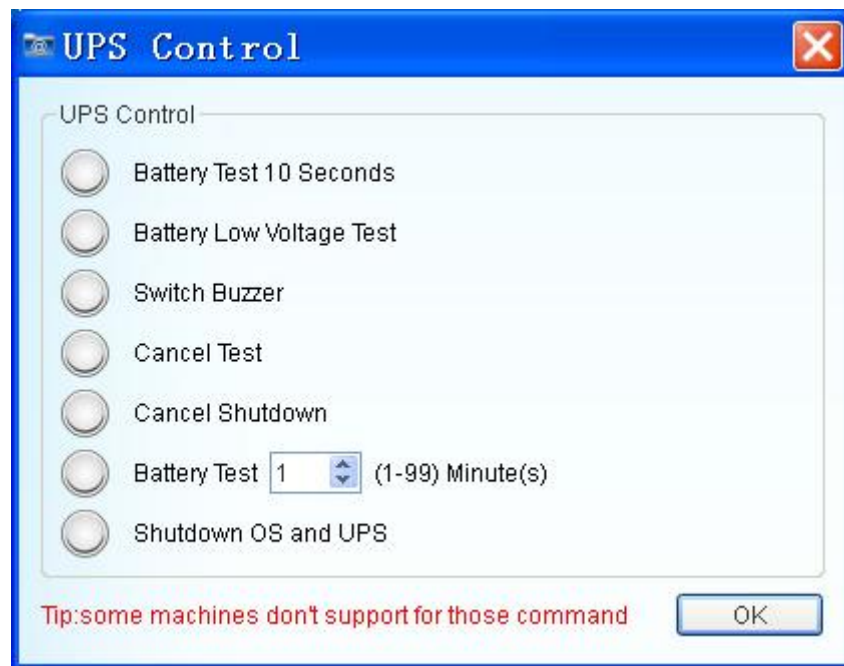 UPS Control
UPS Control
Battery Test 10 Seconds
Battery Low Voltage Test
Switch Buzzer
Cancel Test
Cancel Shutdown
Battery Test 1 (1-99) Minute(s)
Shutdown OS and UPS
Tip:some machines don't support for those command OK